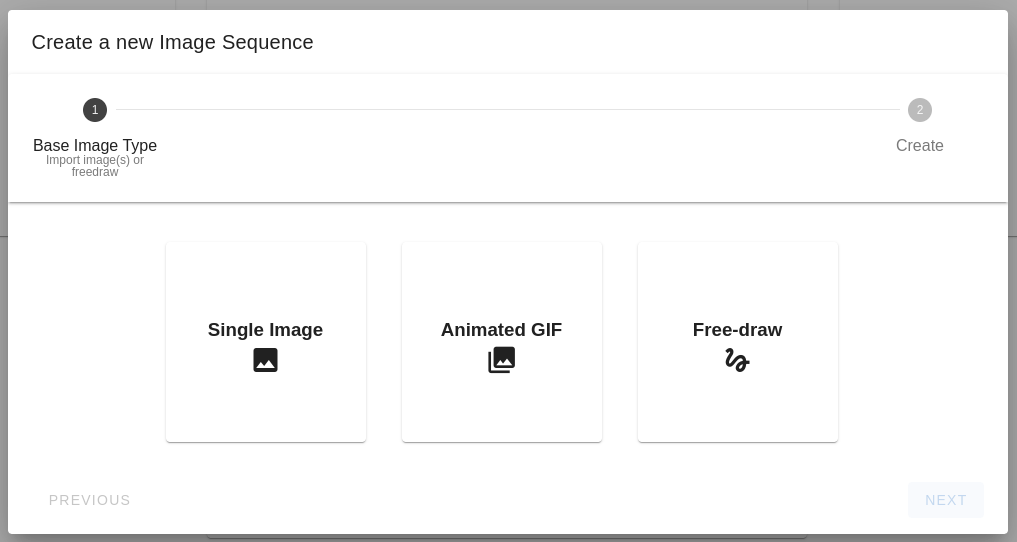 Create a new Image Sequence
1
2
Base Image Type
Create
Import image(s) or
freedraw
Single Image
Animated GIF
Free-draw
PREVIOUS
NEXT